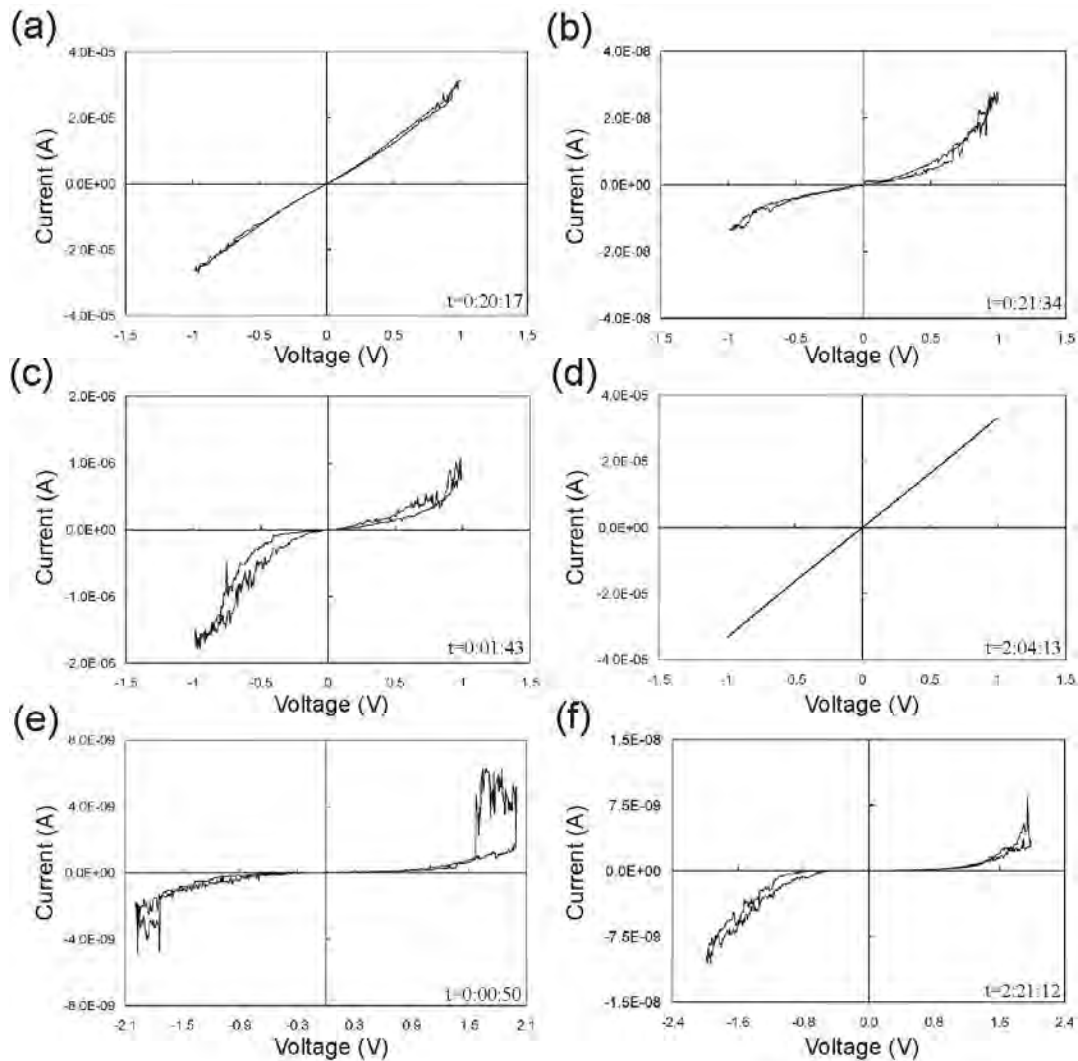 (a)
4.0E-05
2.0E-05
0.0E+00
-2.0E-05
-4.0E-05
Current (A)
t=0:20:17
-1.5 -1 -0.5 0 0.5 1 1.5
Voltage (V)
(b)
4.0E-08
2.0E-08
0.0E+00
-2.0E-08
-4.0E-08
Current (A)
t=0:21:34
-1.5 -1 -0.5 0 0.5 1 1.5
Voltage (V)
(c)
2.0E-06
1.0E-06
0.0E+00
-1.0E-06
-2.0E-06
Current (A)
t=0:01:43
-1.5 -1 -0.5 0 0.5 1 1.5
Voltage (V)
(d)
4.0E-05
2.0E-05
0.0E+00
-2.0E-05
-4.0E-05
Current (A)
t=2:04:13
-1.5 -1 -0.5 0 0.5 1 1.5
Voltage (V)
(e)
8.0E-09
4.0E-09
0.0E+00
-4.0E-09
-8.0E-09
Current (A)
t=0:00:50
-2.1 -1.5 -0.9 -0.3 0.3 0.9 1.5 2.1
Voltage (V)
(f)
1.5E-08
7.5E-09
0.0E+00
-7.5E-09
-1.5E-08
Current (A)
t=2:21:12
-2.4 -1.6 -0.8 0.0 0.8 1.6 2.4
Voltage (V)